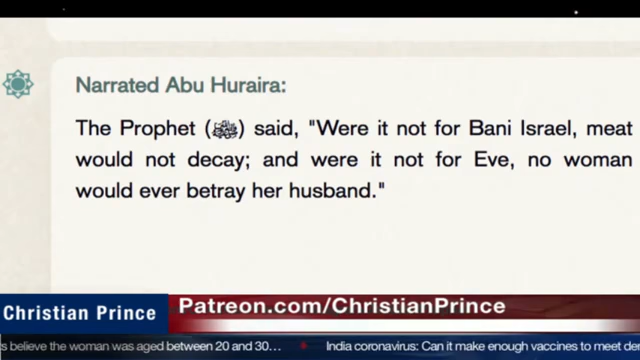 Narrated Abu Huraira:
The Prophet (ﷺ) said, "Were it not for Bani Israel, meat
would not decay; and were it not for Eve, no woman
would ever betray her husband."
Christian Prince
Patreon.com/ChristianPrince
believe the woman was aged between 20 and 30... India coronavirus: Can it make enough vaccines to meet